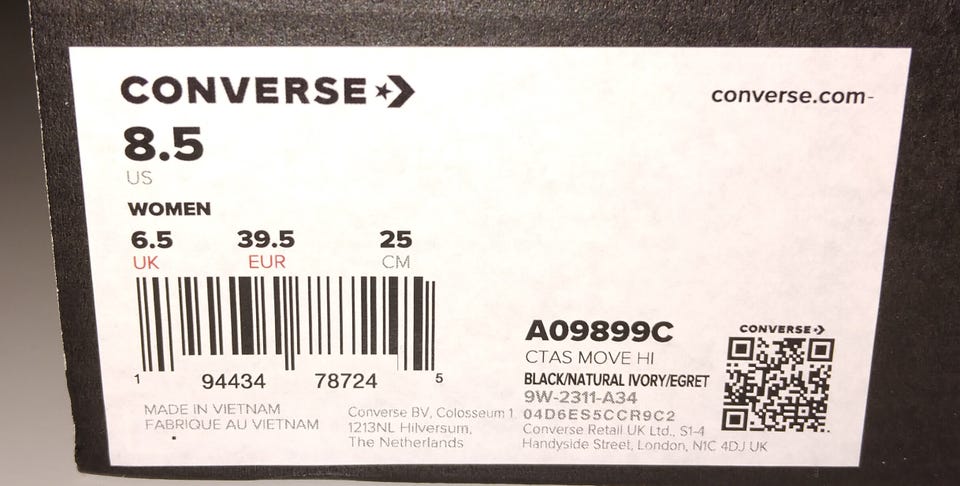 CONVERSE
converse.com
8.5
US
WOMEN
6.5 39.5 25
UK EUR CM
1 94434 78724 5
MADE IN VIETNAM
FABRIQUE AU VIETNAM
Converse BV, Colosseum 1
1213NL Hilversum,
The Netherlands
A09899C
CTAS MOVE HI
BLACK/NATURAL IVORY/EGRET
9W-2311-A34
04D6ES5CCR9C2
Converse Retail UK Ltd., S1-4
Handyside Street, London, N1C 4DJ UK
CONVERSE